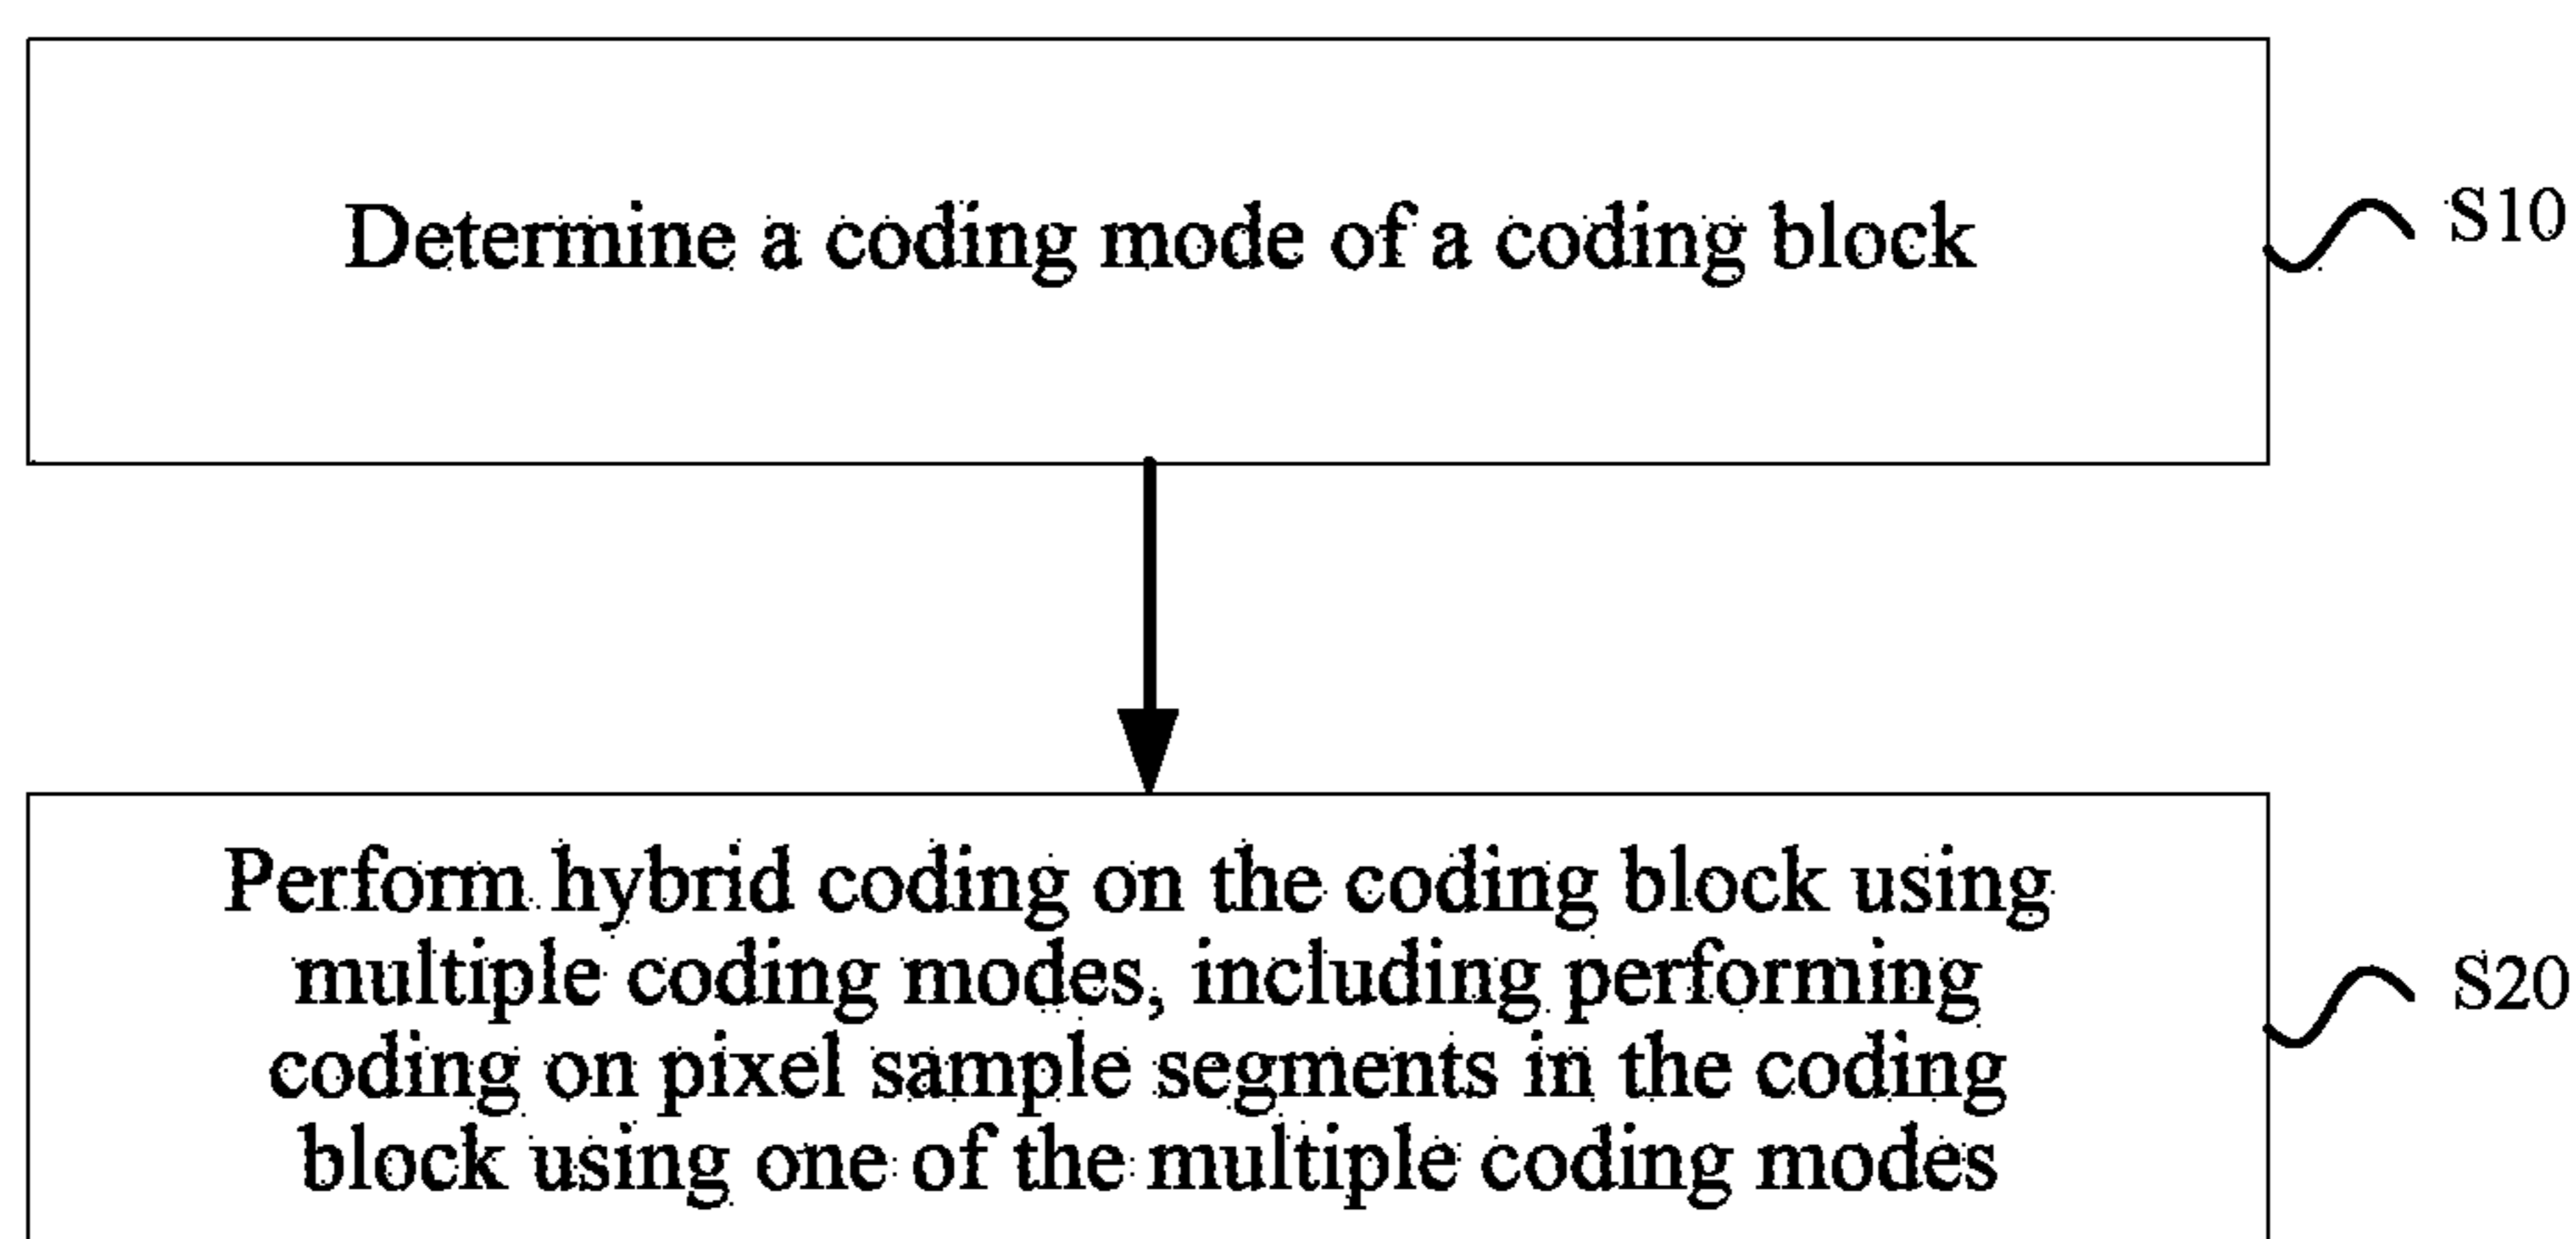 Determine a coding mode of a coding block
S10
Perform hybrid coding on the coding block using
multiple coding modes, including performing
coding on pixel sample segments in the coding
block using one of the multiple coding modes
S20